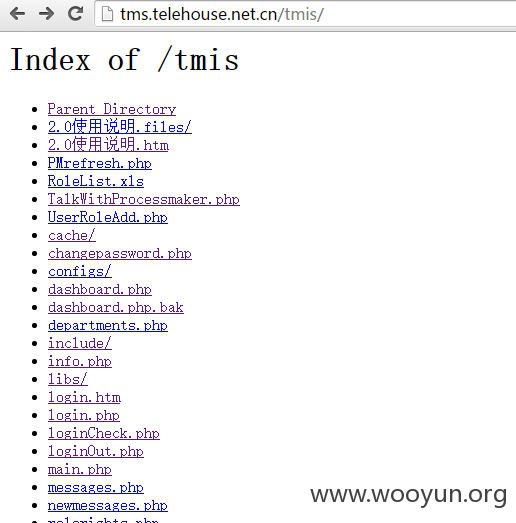 tms.telehouse.net.cn/tmis/
Index of /tmis
Parent Directory
2.0使用说明.files/
2.0使用说明.htm
PMrefresh.php
RoleList.xls
TalkWithProcessmaker.php
UserRoleAdd.php
cache/
changepassword.php
configs/
dashboard.php
dashboard.php.bak
departments.php
include/
info.php
libs/
login.htm
login.php
loginCheck.php
loginOut.php
main.php
messages.php
newmessages.php
www.wooyun.org